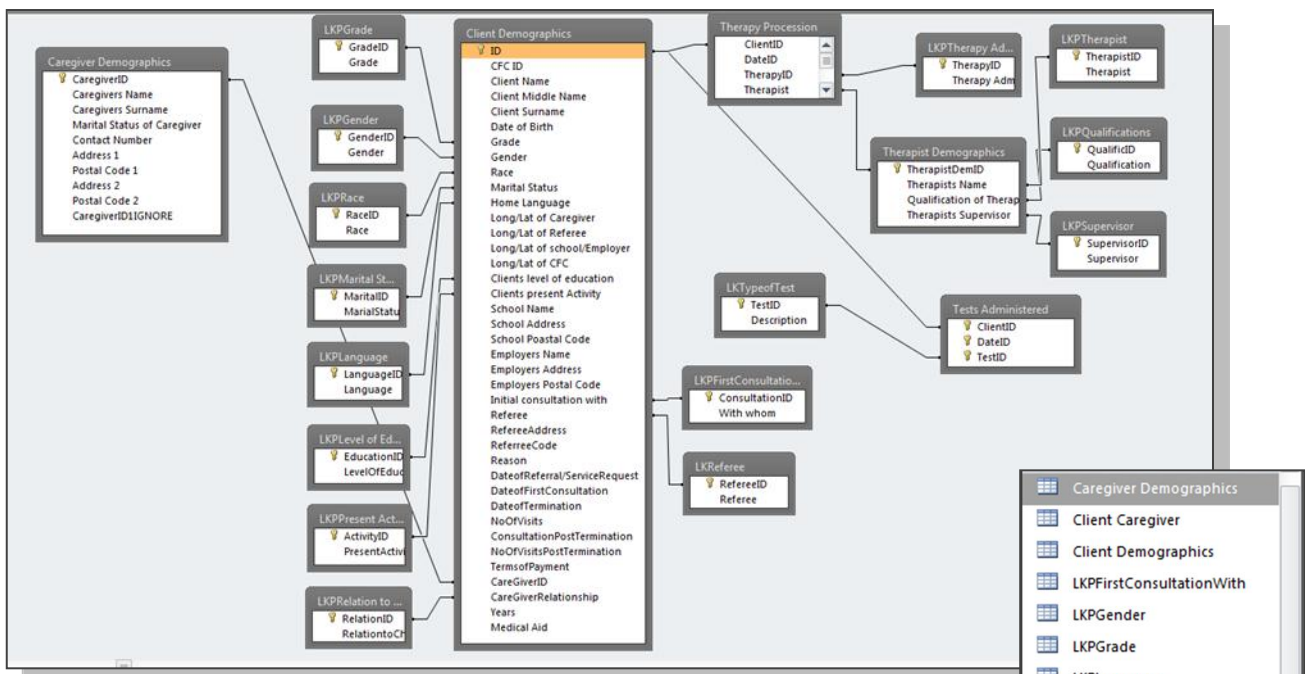 Caregiver Demographics
CaregiverID
Caregivers Name
Caregivers Surname
Marital Status of Caregiver
Contact Number
Address 1
Postal Code 1
Address 2
Postal Code 2
CaregiverID1IGNORE
LKPGrade
GradeID
Grade
LKPGender
GenderID
Gender
LKPRace
RaceID
Race
LKPMarital St...
MaritalID
MarialStatu
LKPLanguage
LanguageID
Language
LKPLevel of Ed...
EducationID
LevelOfEduc
LKPPresent Act...
ActivityID
PresentActivi
LKPRelation to ...
RelationID
RelationtoCh
Client Demographics
ID
CFC ID
Client Name
Client Middle Name
Client Surname
Date of Birth
Grade
Gender
Race
Marital Status
Home Language
Long/Lat of Caregiver
Long/Lat of Referee
Long/Lat of school/Employer
Long/Lat of CFC
Clients level of education
Clients present Activity
School Name
School Address
School Poastal Code
Employers Name
Employers Address
Employers Postal Code
Initial consultation with
Referee
RefereeAddress
ReferreeCode
Reason
DateofReferral/ServiceRequest
DateofFirstConsultation
DateofTermination
NoOfVisits
ConsultationPostTermination
NoOfVisitsPostTermination
TermsofPayment
CareGiverID
CareGiverRelationship
Years
Medical Aid
Therapy Procession
ClientID
DateID
TherapyID
Therapist
LKPTherapy Ad...
TherapyID
Therapy Adm
LKPTherapist
TherapistID
Therapist
LKPQualifications
QualificID
Qualification
Therapist Demographics
TherapistDemID
Therapists Name
Qualification of Therap
Therapists Supervisor
LKPSupervisor
SupervisorID
Supervisor
LKTypeofTest
TestID
Description
Tests Administered
ClientID
DateID
TestID
LKPFirstConsultatio...
ConsultationID
With whom
LKReferee
RefereeID
Referee
Caregiver Demographics
Client Caregiver
Client Demographics
LKPFirstConsultationWith
LKPGender
LKPGrade